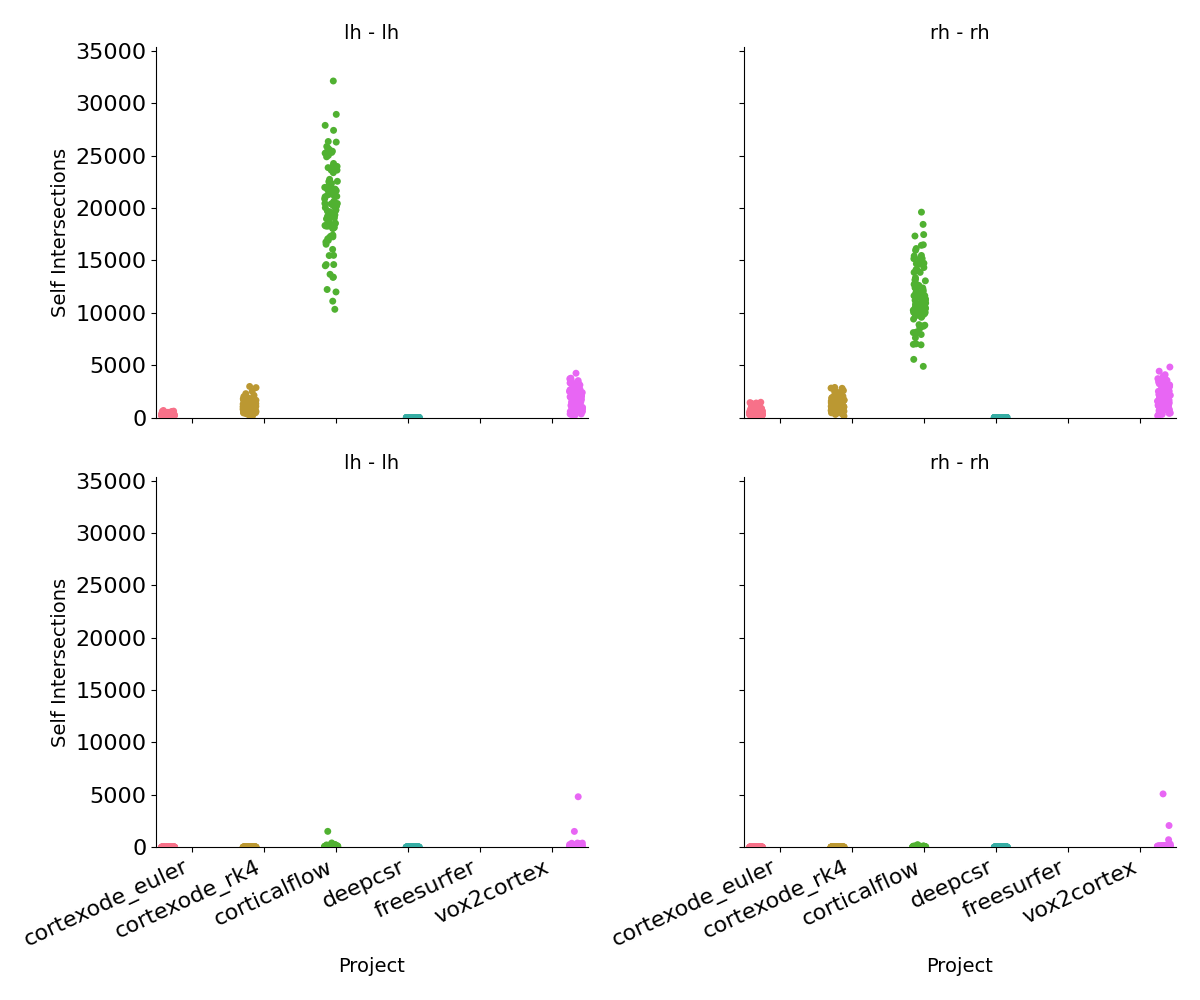 lh - lh
rh - rh
35000
30000
25000
20000
15000
10000
5000
0
Self Intersections
lh - lh
rh - rh
35000
30000
25000
20000
15000
10000
5000
0
Self Intersections
cortexode_euler
cortexode_rk4
corticalflow
deepcsr
freesurfer
vox2cortex
cortexode_euler
cortexode_rk4
corticalflow
deepcsr
freesurfer
vox2cortex
Project
Project